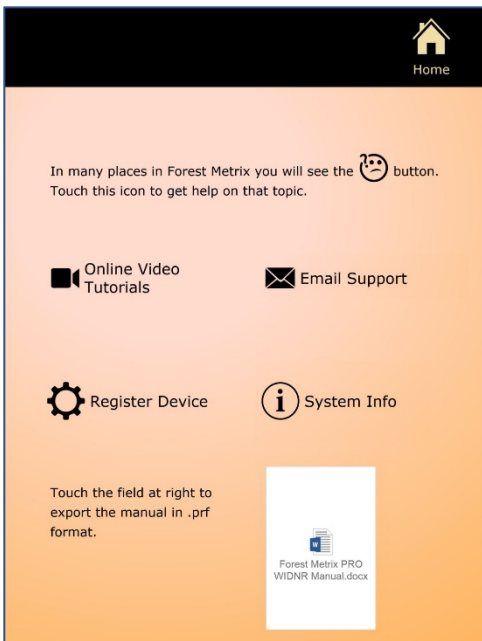 Home
In many places in Forest Metrix you will see the button.
Touch this icon to get help on that topic.
Online Video
Tutorials
Email Support
Register Device
System Info
Touch the field at right to
export the manual in .prf
format.
W
Forest Metrix PRO
WIDNR Manual.docx